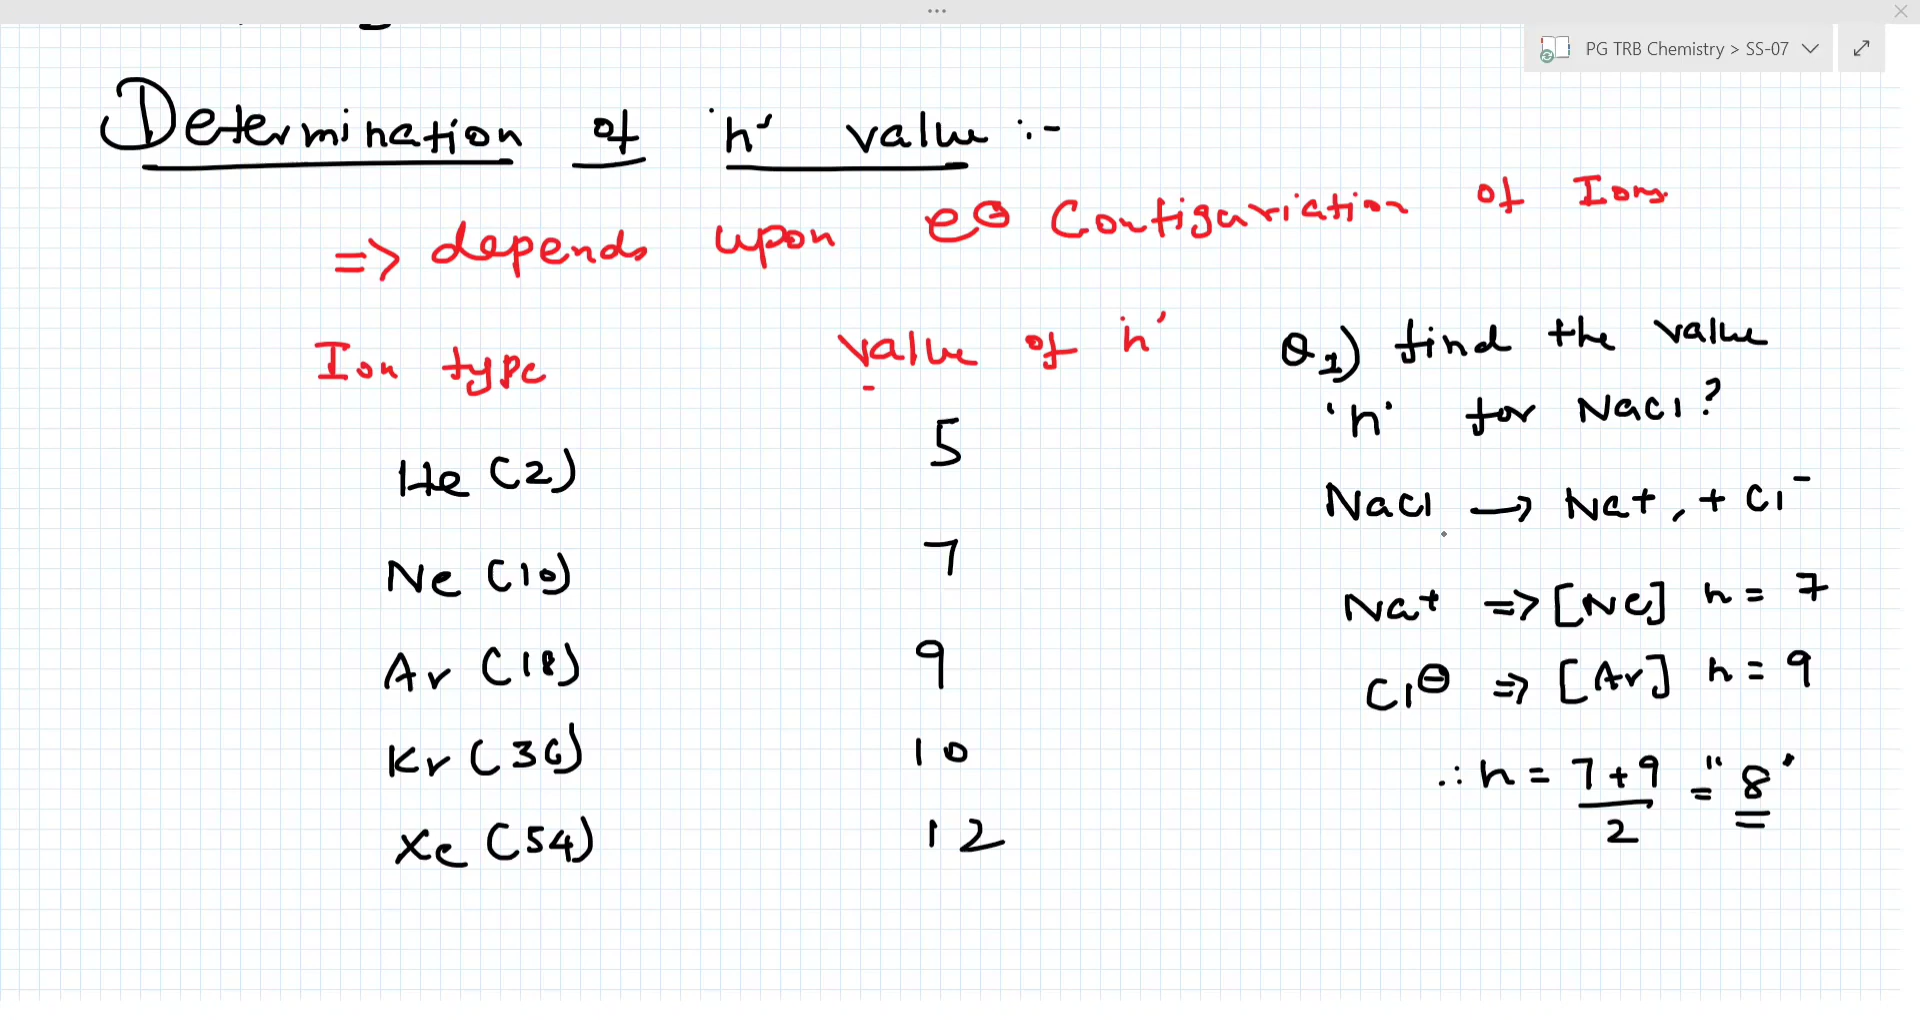 PG TRB Chemistry > SS-07
Determination of 'n' value :-
=> depends upon e⊖ Configuariation of Ions
Ion type value of 'n'
He (2) 5
Ne (10) 7
Ar (18) 9
Kr (36) 10
Xe (54) 12
Q1) find the value
'n' for NaCl?
NaCl → Na+, + Cl-
Na+ => [Ne] n = 7
Cl⊖ => [Ar] n = 9
∴ n = 7+9/2 = "8"